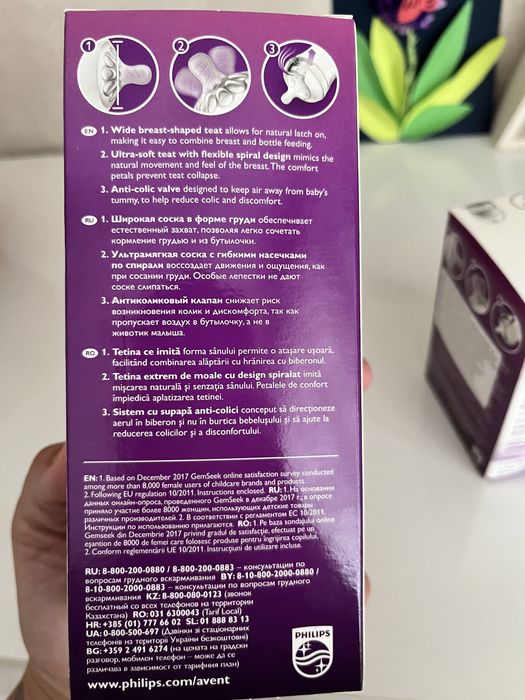 1
2
3
EN 1. Wide breast-shaped teat allows for natural latch on,
making it easy to combine breast and bottle feeding.
2. Ultra-soft teat with flexible spiral design mimics the
natural movement and feel of the breast. The comfort
petals prevent teat collapse.
3. Anti-colic valve designed to keep air away from baby's
tummy, to help reduce colic and discomfort.
RU 1. Широкая соска в форме груди обеспечивает
естественный захват, позволяя легко сочетать
кормление грудью и из бутылочки.
2. Ультрамягкая соска с гибкими насечками
по спирали воссоздает движения и ощущения, как
при сосании груди. Особые лепестки не дают
соске слипаться.
3. Антиколиковый клапан снижает риск
возникновения колик и дискомфорта, так как
пропускает воздух в бутылочку, а не в
животик малыша.
RO 1. Tetina ce imită forma sânului permite o atașare ușoară,
facilitând combinarea alăptării cu hrănirea cu biberonul.
2. Tetina extrem de moale cu design spiralat imită
mișcarea naturală și senzația sânului. Petalele de confort
împiedică aplatizarea tetinei.
3. Sistem cu supapă anti-colici conceput să direcționeze
aerul în biberon și nu în burtica bebelușului și să ajute la
reducerea colicilor și a disconfortului.
EN: 1. Based on December 2017 GemSeek online satisfaction survey conducted
among more than 8,000 female users of childcare brands and products.
2. Following EU regulation 10/2011. Instructions enclosed. RU: 1. На основании
данных онлайн-опроса, проведенного GemSeek в декабре 2017 г., в опросе
приняло участие более 8000 женщин, использующих детские товары
различных производителей. 2. В соответствии с регламентом ЕС 10/2011.
Инструкции по использованию прилагаются. RO: 1. Pe baza sondajului online
Gemseek din Decembrie 2017 privind gradul de satisfacție, efectuat pe un
eșantion de 8000 de femei care folosesc produse pentru îngrijirea copilului.
2. Conform reglementării UE 10/2011. Instrucțiuni de utilizare incluse.
RU: 8-800-200-0880 / 8-800-200-0883 – консультации по
вопросам грудного вскармливания BY: 8-10-800-2000-0880 /
8-10-800-2000-0883 – консультации по вопросам грудного
вскармливания KZ: 8-800-080-0123 (звонок
бесплатный со всех телефонов на территории
Казахстана) RO: 031 6300043 (Tarif Local)
HR: +385 (01) 777 66 02 SL: 01 888 83 13
UA: 0-800-500-697 (Дзвінки зі стаціонарних
телефонів на території України безкоштовні)
BG: +359 2 491 6274 (на цената на градски
разговор, мобилен телефон – може да се
различава в зависимост от тарифния план)
www.philips.com/avent
PHILIPS